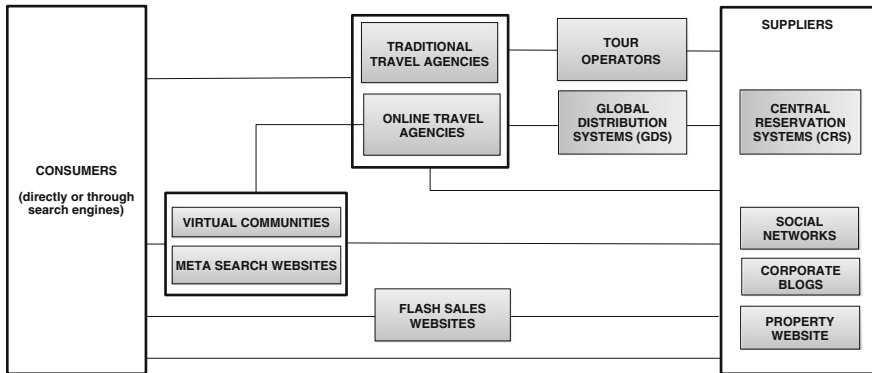 SUPPLIERS
TRADITIONAL
TRAVEL AGENCIES
TOUR
OPERATORS
ONLINE TRAVEL
AGENCIES
GLOBAL
DISTRIBUTION
SYSTEMS (GDS)
CENTRAL
RESERVATION
SYSTEMS (CRS)
CONSUMERS
(directly or through
search engines)
VIRTUAL COMMUNITIES
META SEARCH WEBSITES
SOCIAL
NETWORKS
CORPORATE
BLOGS
FLASH SALES
WEBSITES
PROPERTY
WEBSITE